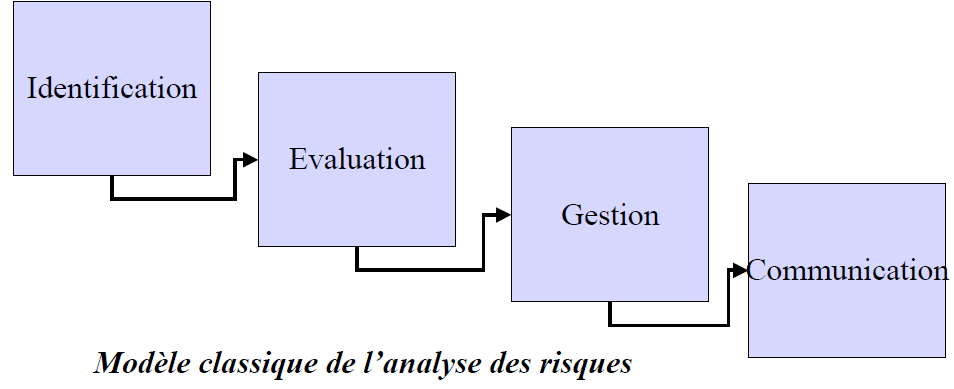 Identification
Evaluation
Gestion
Communication
Modèle classique de l’analyse des risques